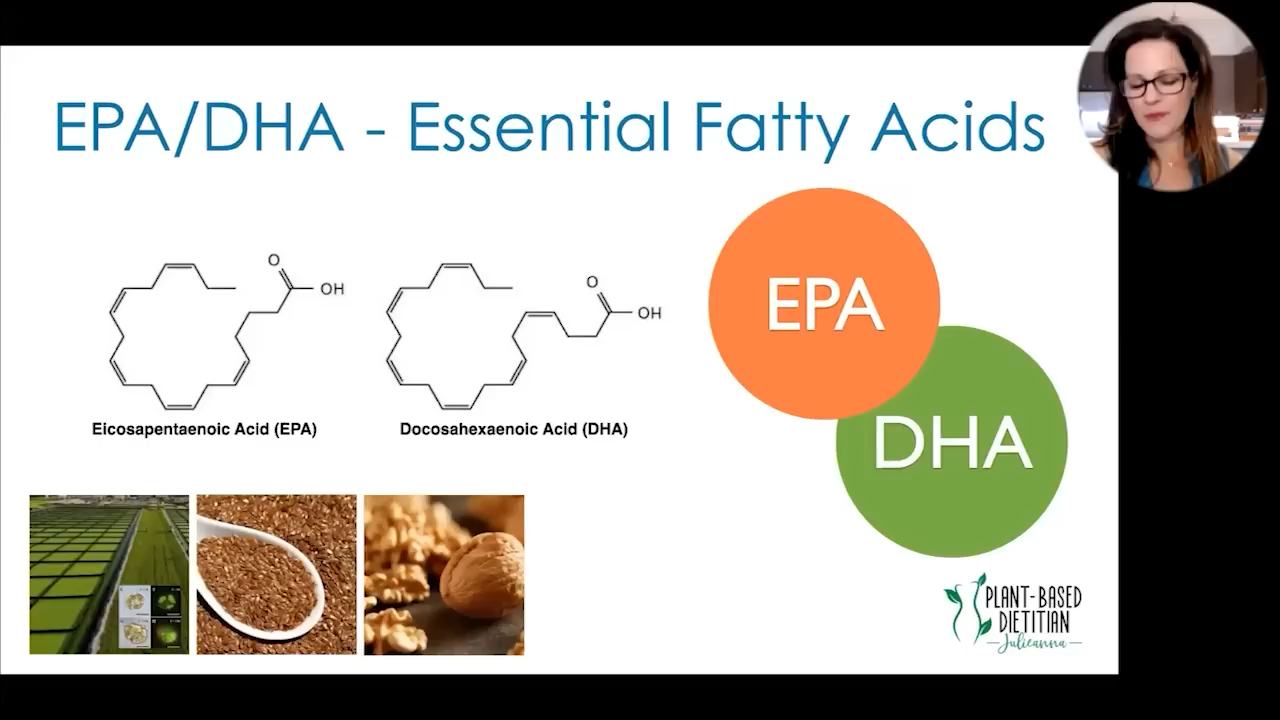 EPA/DHA - Essential Fatty Acids
O
OH
O
OH
Eicosapentaenoic Acid (EPA)
Docosahexaenoic Acid (DHA)
EPA
DHA
PLANT-BASED
DIETITIAN
Julieanna